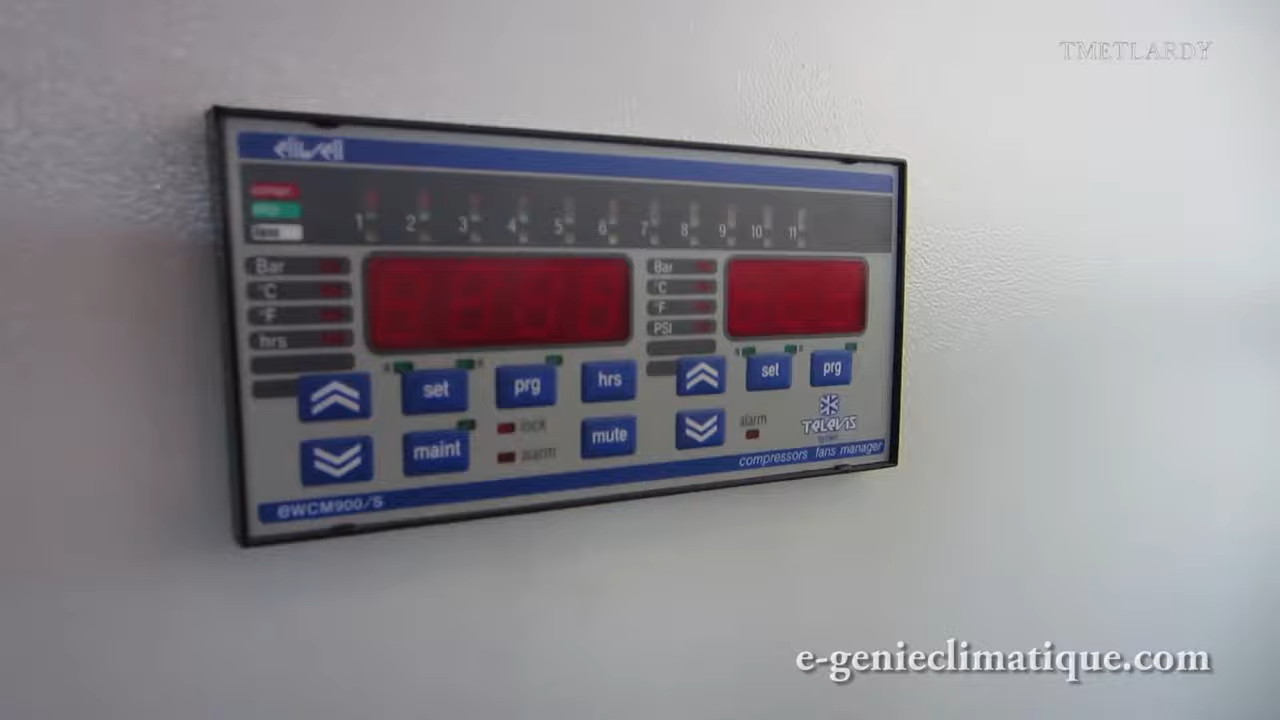 TMETLARDY
eliwell
1 2 3 4 5 6 7 8 9 10 11
Bar
°C
°F
hrs
Bar
°C
°F
PSI
set
prg
hrs
set
prg
maint
lock
alarm
mute
alarm
TELEVIS
compressors fans manager
eWCM900/S
e-genieclimatique.com